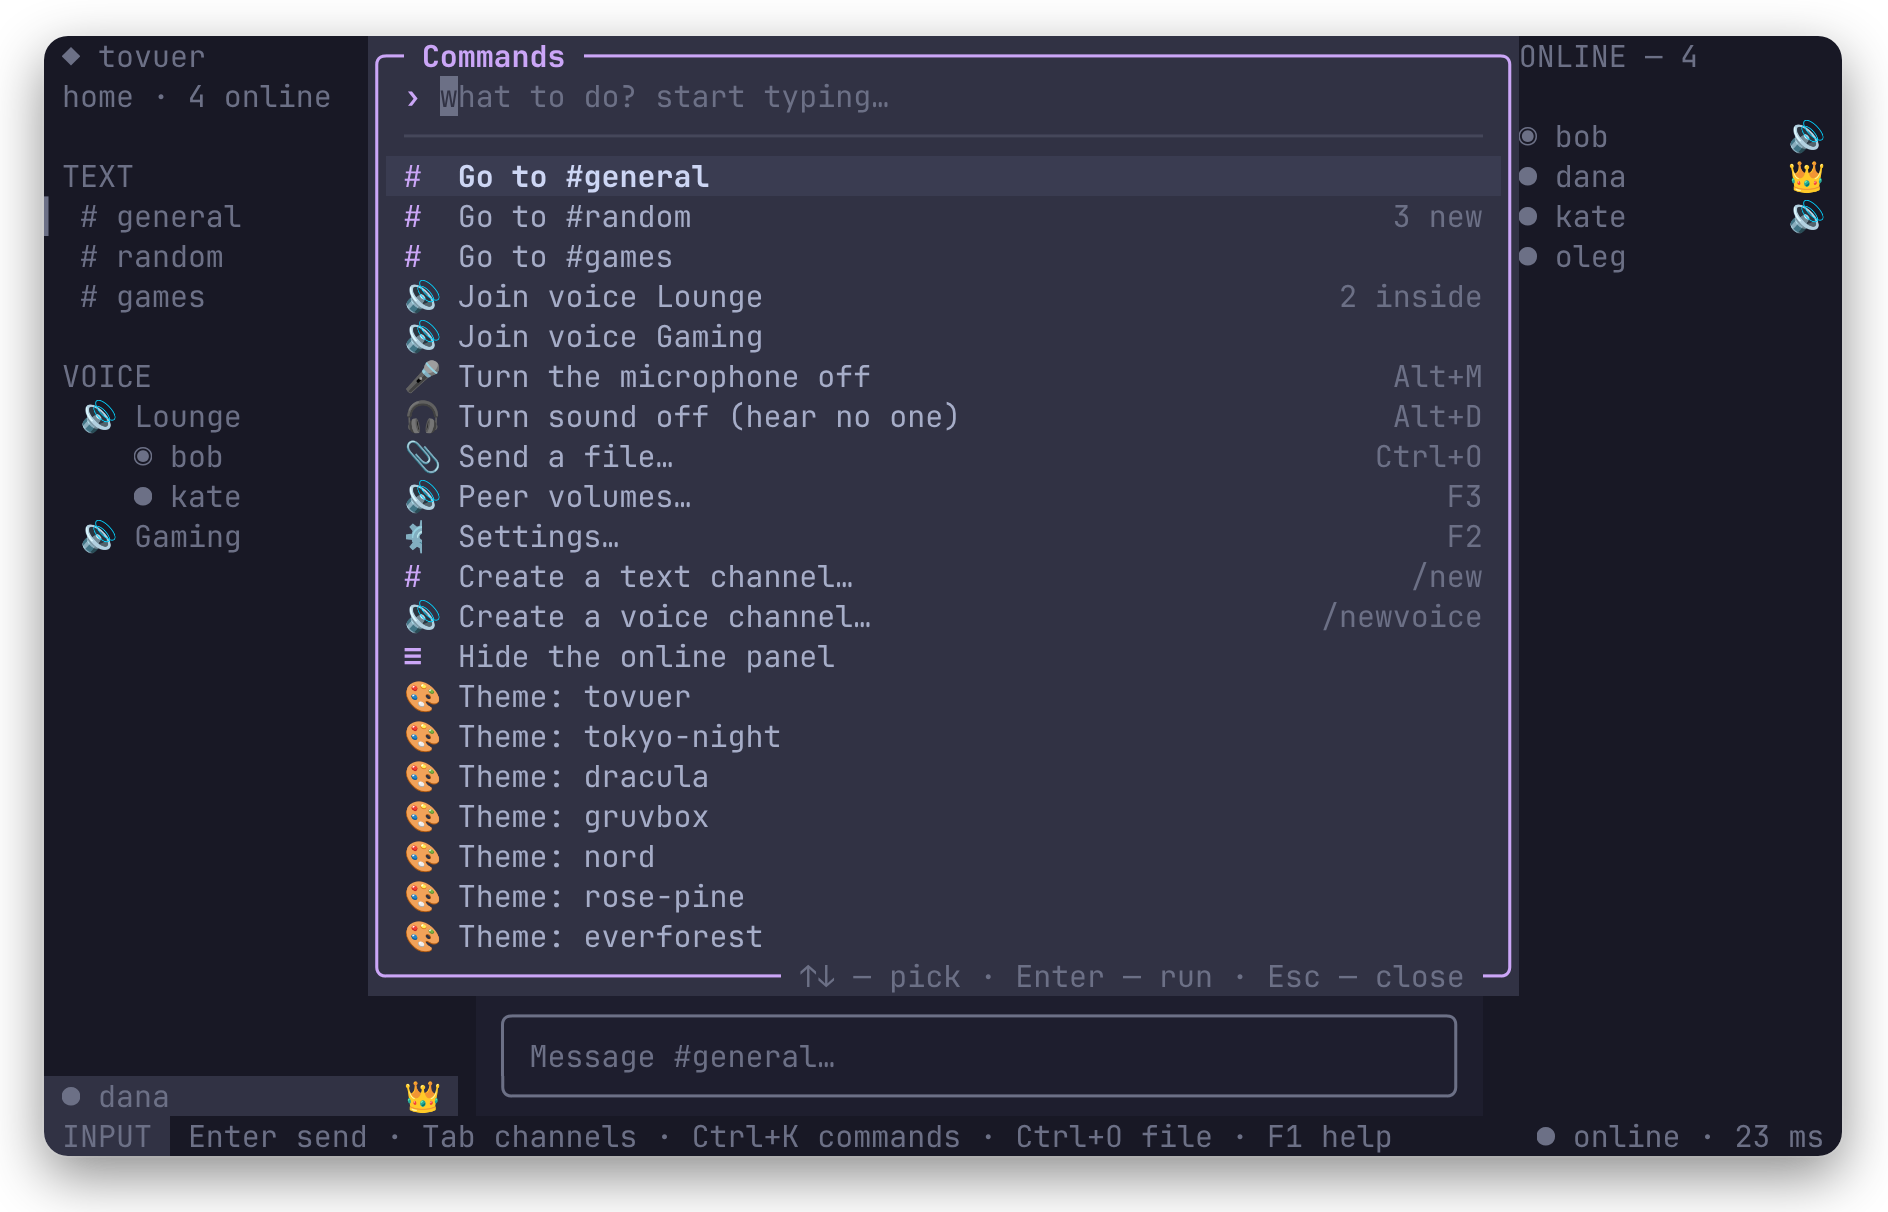 ◆ tovuer
home · 4 online
TEXT
# general
# random
# games
VOICE
🔊 Lounge
◉ bob
● kate
🔊 Gaming
● dana 👑
Commands
› what to do? start typing…
# Go to #general
# Go to #random 3 new
# Go to #games
🔊 Join voice Lounge 2 inside
🔊 Join voice Gaming
🎤 Turn the microphone off Alt+M
🎧 Turn sound off (hear no one) Alt+D
📎 Send a file… Ctrl+O
🔊 Peer volumes… F3
⚙ Settings… F2
# Create a text channel… /new
🔊 Create a voice channel… /newvoice
≡ Hide the online panel
🎨 Theme: tovuer
🎨 Theme: tokyo-night
🎨 Theme: dracula
🎨 Theme: gruvbox
🎨 Theme: nord
🎨 Theme: rose-pine
🎨 Theme: everforest
↑↓ — pick · Enter — run · Esc — close
Message #general…
ONLINE — 4
◉ bob 🔊
● dana 👑
● kate 🔊
● oleg
INPUT Enter send · Tab channels · Ctrl+K commands · Ctrl+O file · F1 help ● online · 23 ms